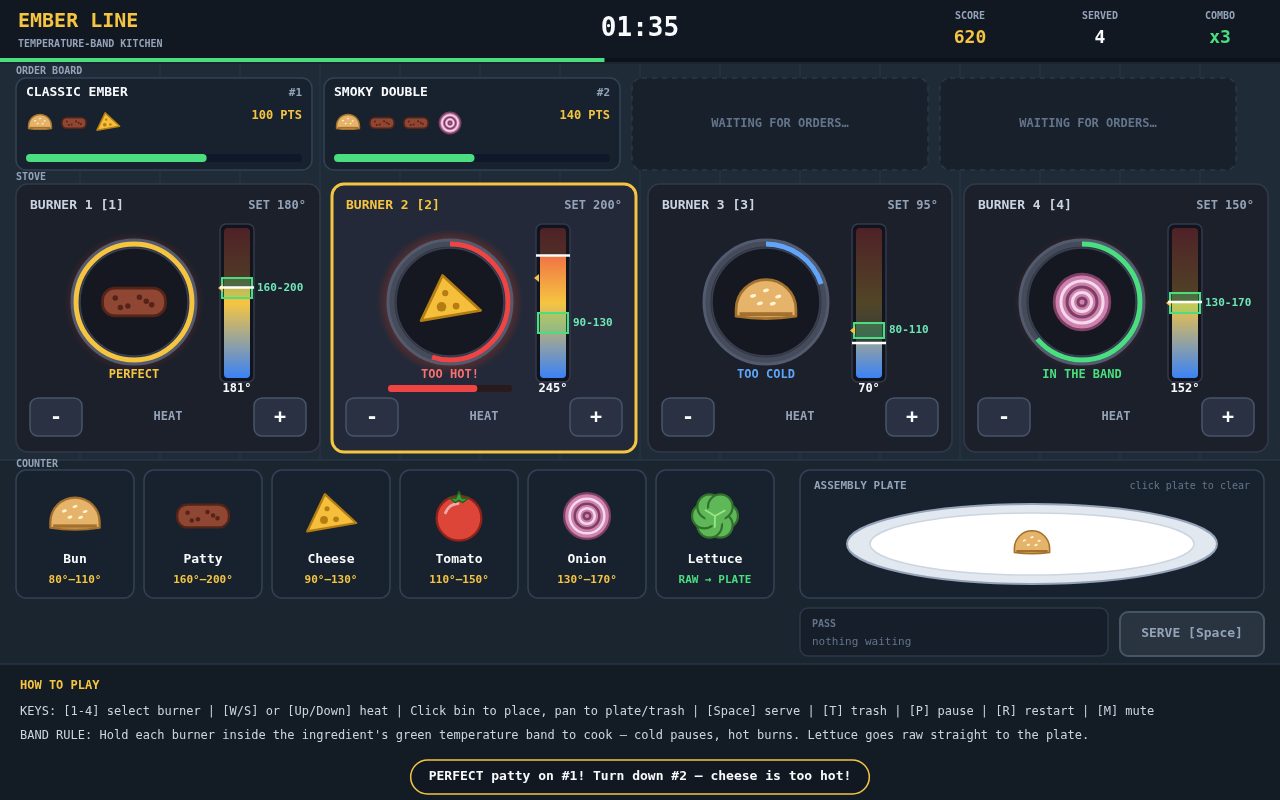 EMBER LINE
TEMPERATURE-BAND KITCHEN
01:35
SCORE
620
SERVED
4
COMBO
x3
ORDER BOARD
CLASSIC EMBER #1
100 PTS
SMOKY DOUBLE #2
140 PTS
WAITING FOR ORDERS…
WAITING FOR ORDERS…
STOVE
BURNER 1 [1] SET 180°
160-200
PERFECT
181°
- HEAT +
BURNER 2 [2] SET 200°
90-130
TOO HOT!
245°
- HEAT +
BURNER 3 [3] SET 95°
80-110
TOO COLD
70°
- HEAT +
BURNER 4 [4] SET 150°
130-170
IN THE BAND
152°
- HEAT +
COUNTER
Bun
80°–110°
Patty
160°–200°
Cheese
90°–130°
Tomato
110°–150°
Onion
130°–170°
Lettuce
RAW → PLATE
ASSEMBLY PLATE click plate to clear
PASS
nothing waiting
SERVE [Space]
HOW TO PLAY
KEYS: [1-4] select burner | [W/S] or [Up/Down] heat | Click bin to place, pan to plate/trash | [Space] serve | [T] trash | [P] pause | [R] restart | [M] mute
BAND RULE: Hold each burner inside the ingredient's green temperature band to cook — cold pauses, hot burns. Lettuce goes raw straight to the plate.
PERFECT patty on #1! Turn down #2 — cheese is too hot!